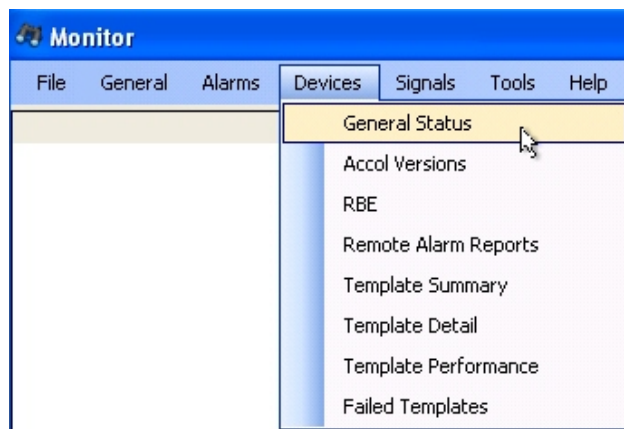 Monitor
File General Alarms Devices Signals Tools Help
General Status
Accol Versions
RBE
Remote Alarm Reports
Template Summary
Template Detail
Template Performance
Failed Templates